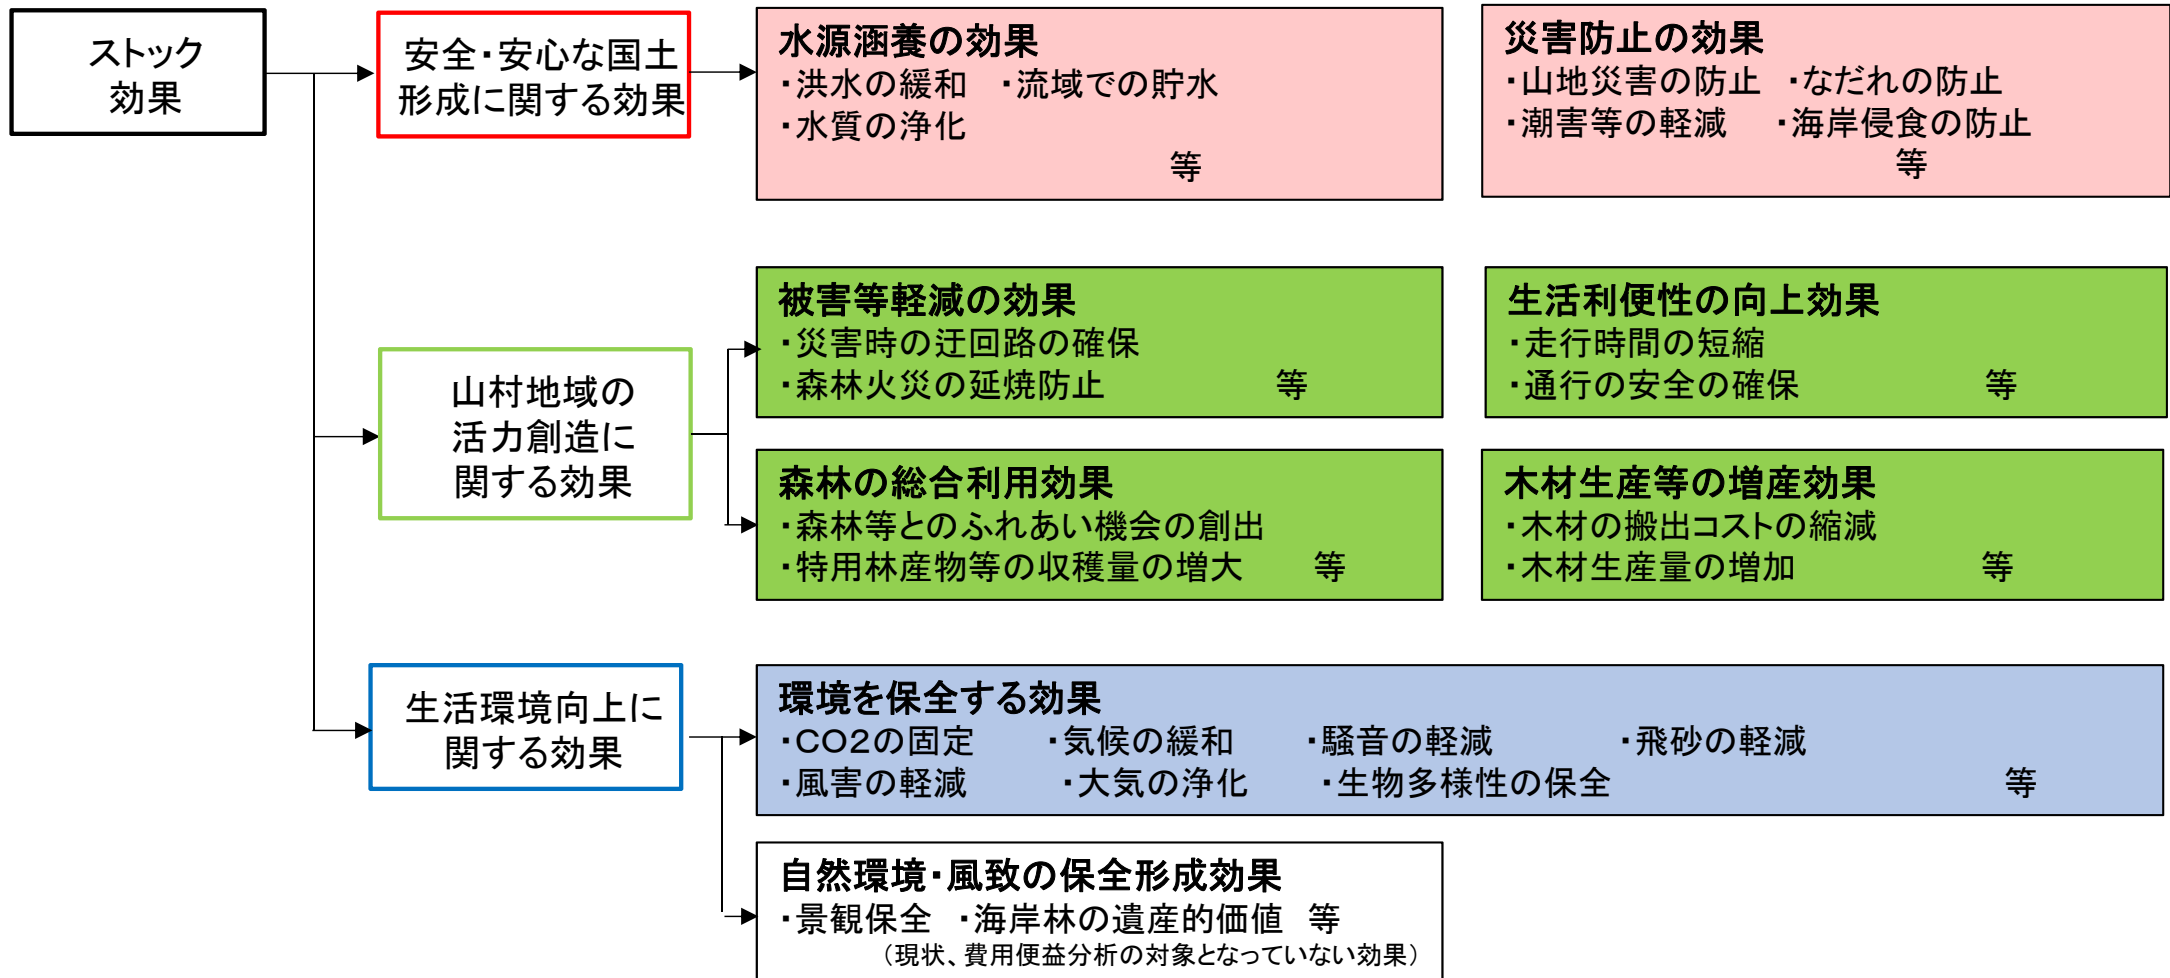 ストック
効果
安全・安心な国土
形成に関する効果
水源涵養の効果
・洪水の緩和　・流域での貯水
・水質の浄化
等
災害防止の効果
・山地災害の防止　・なだれの防止
・潮害等の軽減　・海岸侵食の防止
等
山村地域の
活力創造に
関する効果
被害等軽減の効果
・災害時の迂回路の確保
・森林火災の延焼防止　等
生活利便性の向上効果
・走行時間の短縮
・通行の安全の確保　等
森林の総合利用効果
・森林等とのふれあい機会の創出
・特用林産物等の収穫量の増大　等
木材生産等の増産効果
・木材の搬出コストの縮減
・木材生産量の増加　等
生活環境向上に
関する効果
環境を保全する効果
・CO2の固定　・気候の緩和　・騒音の軽減　・飛砂の軽減
・風害の軽減　・大気の浄化　・生物多様性の保全　等
自然環境・風致の保全形成効果
・景観保全　・海岸林の遺産的価値　等
（現状、費用便益分析の対象となっていない効果）